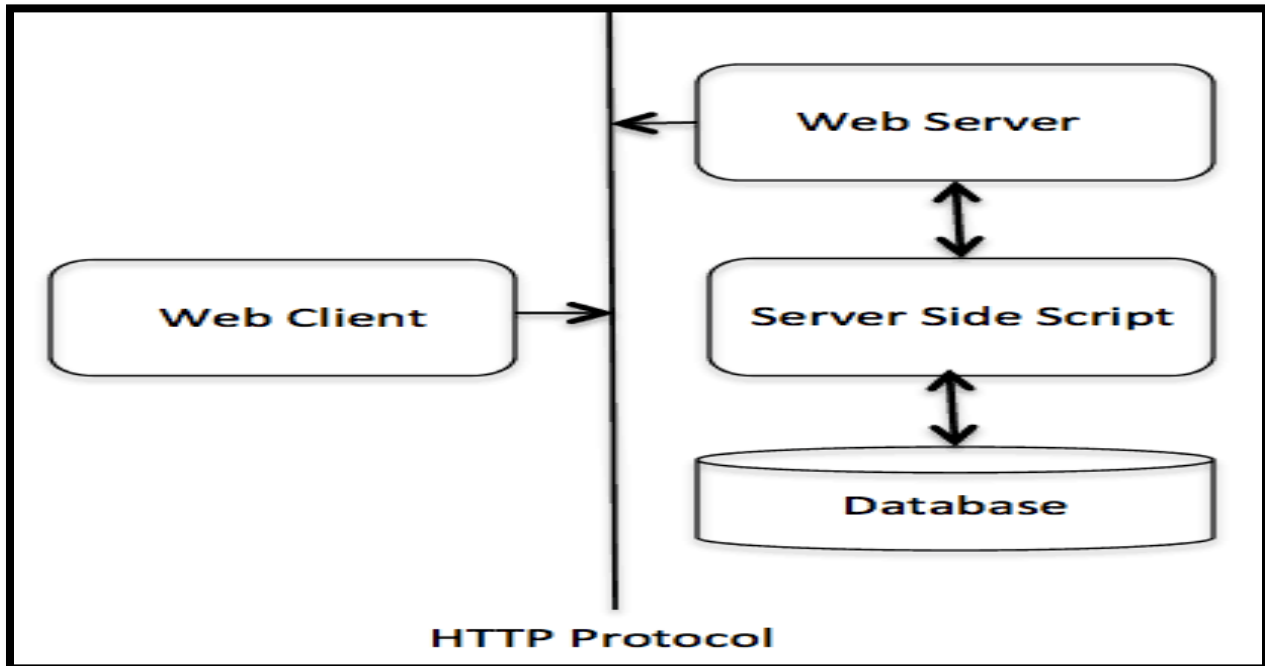 Web Server
Web Client
Server Side Script
Database
HTTP Protocol